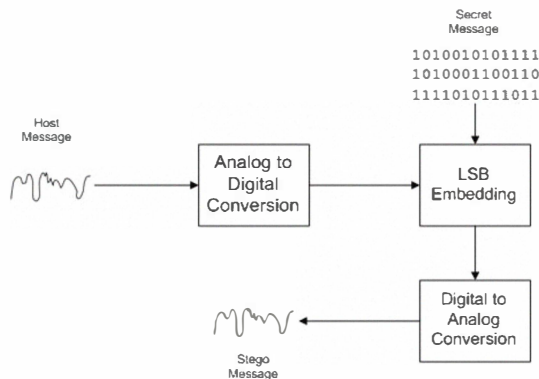 Secret
Message
1010010101111
1010001100110
1111010111011
Host
Message
Analog to
Digital
Conversion
LSB
Embedding
Digital to
Analog
Conversion
Stego
Message